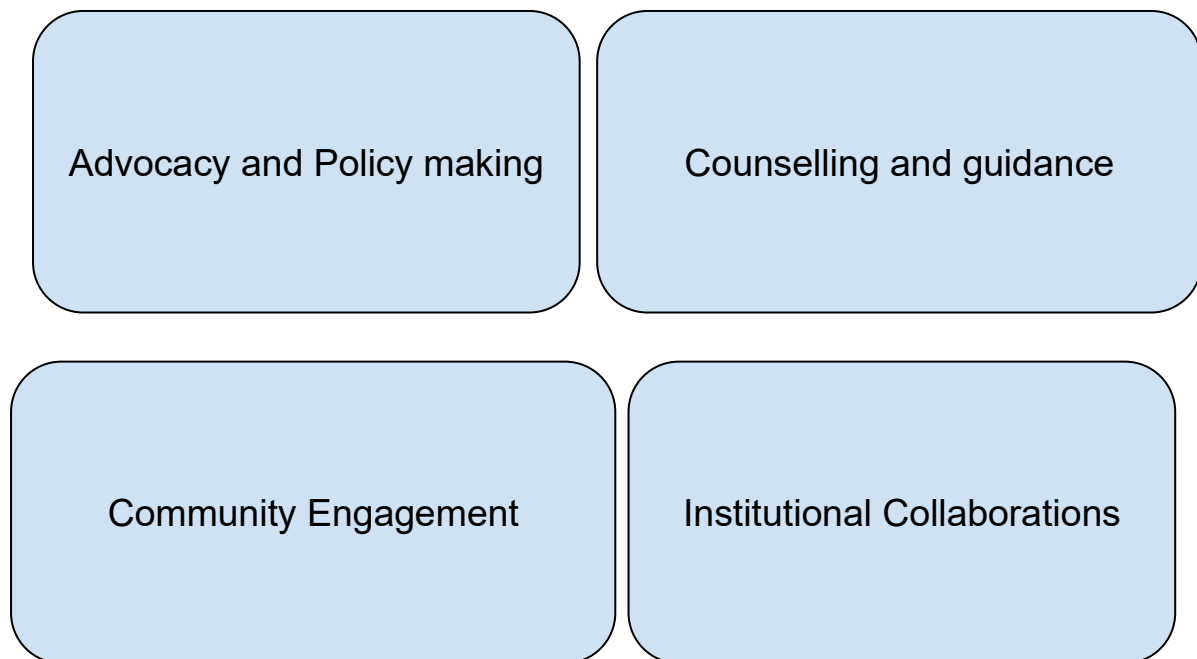 Advocacy and Policy making
Counselling and guidance
Community Engagement
Institutional Collaborations